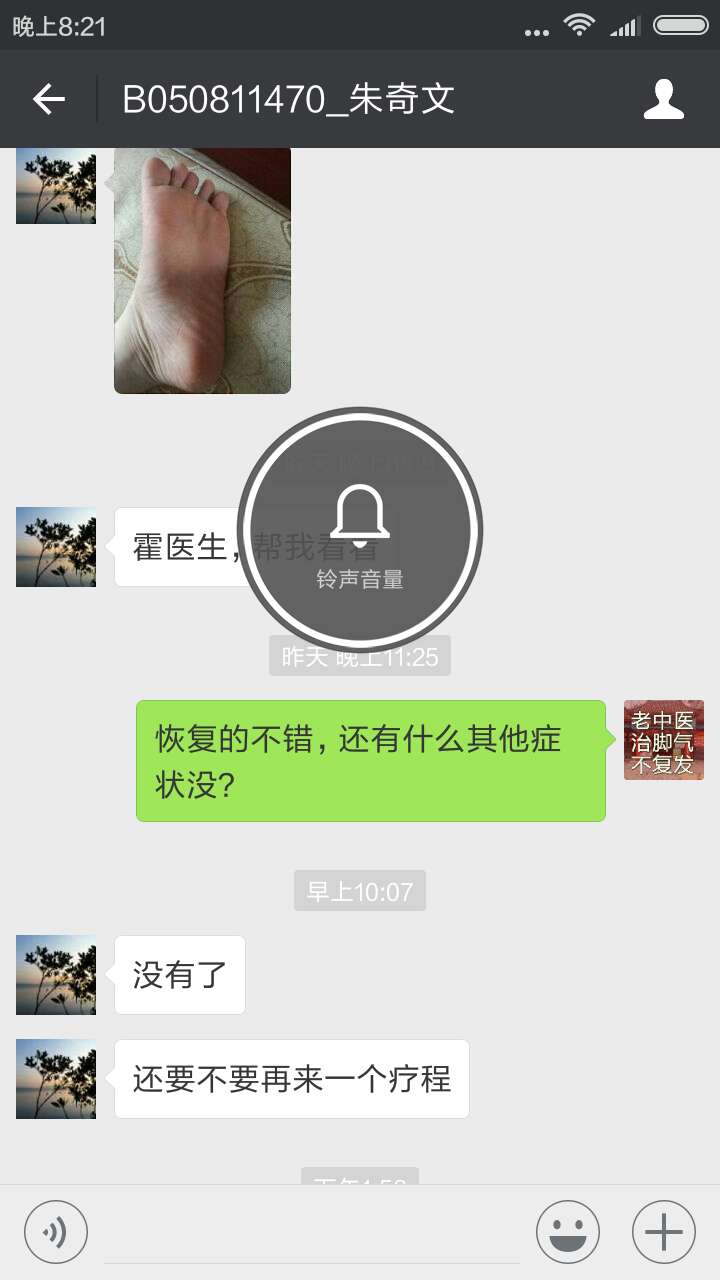 晚上8:21
B050811470_朱奇文
霍医生，帮我看看
铃声音量
昨天 晚上11:25
恢复的不错，还有什么其他症
状没？
老中医
治脚气
不复发
早上10:07
没有了
还要不要再来一个疗程